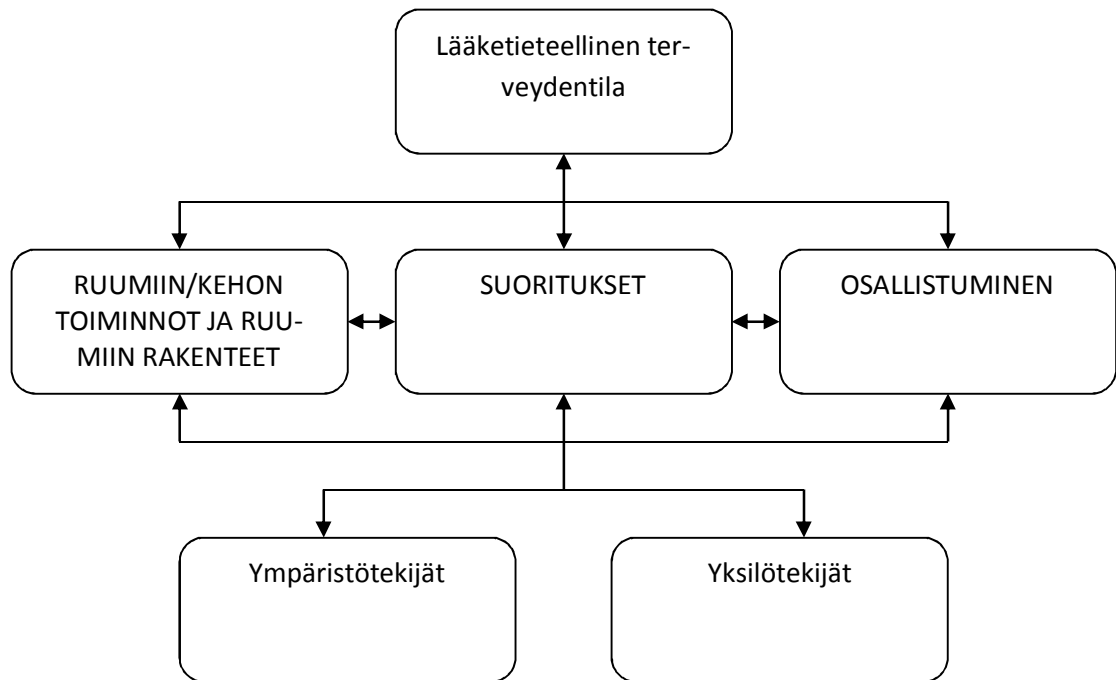 Lääketieteellinen ter-
veydentila
RUUMIIN/KEHON
TOIMINNOT JA RUU-
MIIN RAKENTEET
SUORITUKSET
OSALLISTUMINEN
Ympäristötekijät
Yksilötekijät